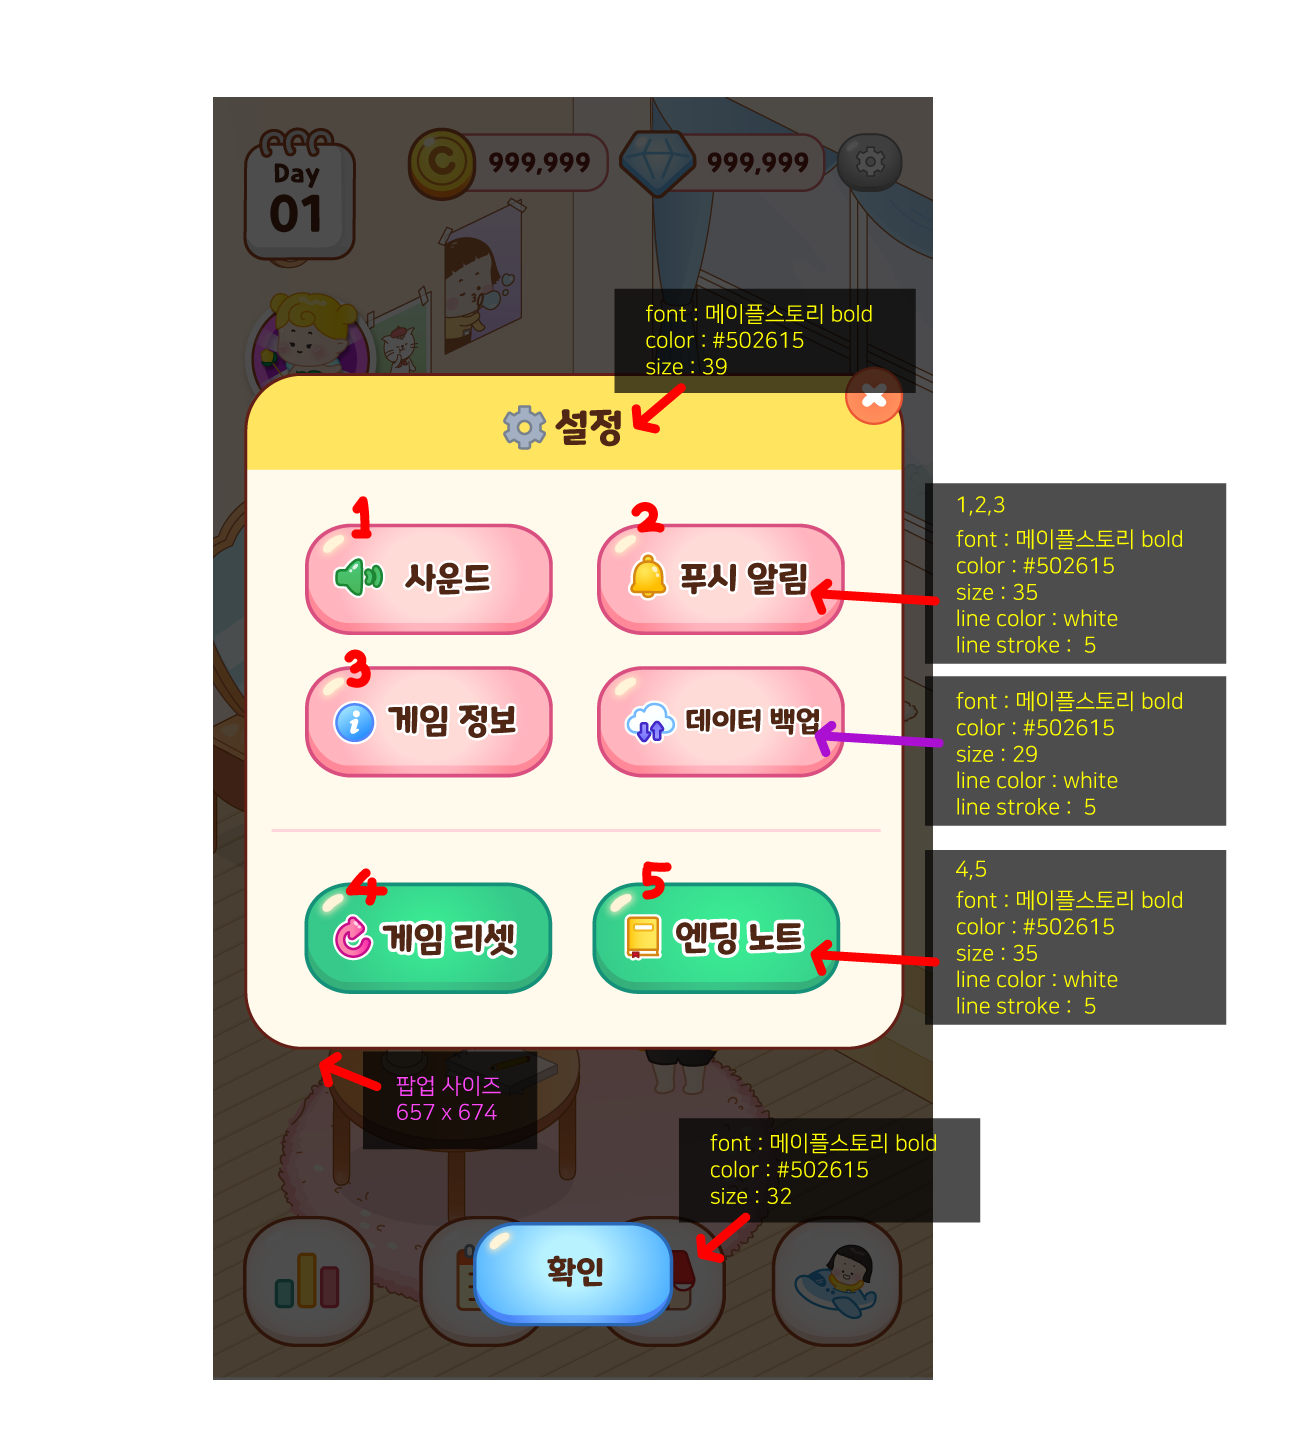 Day
01
999,999
999,999
font : 메이플스토리 bold
color : #502615
size : 39
설정
1
사운드
2
푸시 알림
1,2,3
font : 메이플스토리 bold
color : #502615
size : 35
line color : white
line stroke :  5
3
게임 정보
데이터 백업
font : 메이플스토리 bold
color : #502615
size : 29
line color : white
line stroke :  5
4
게임 리셋
5
엔딩 노트
4,5
font : 메이플스토리 bold
color : #502615
size : 35
line color : white
line stroke :  5
팝업 사이즈
657 x 674
font : 메이플스토리 bold
color : #502615
size : 32
확인